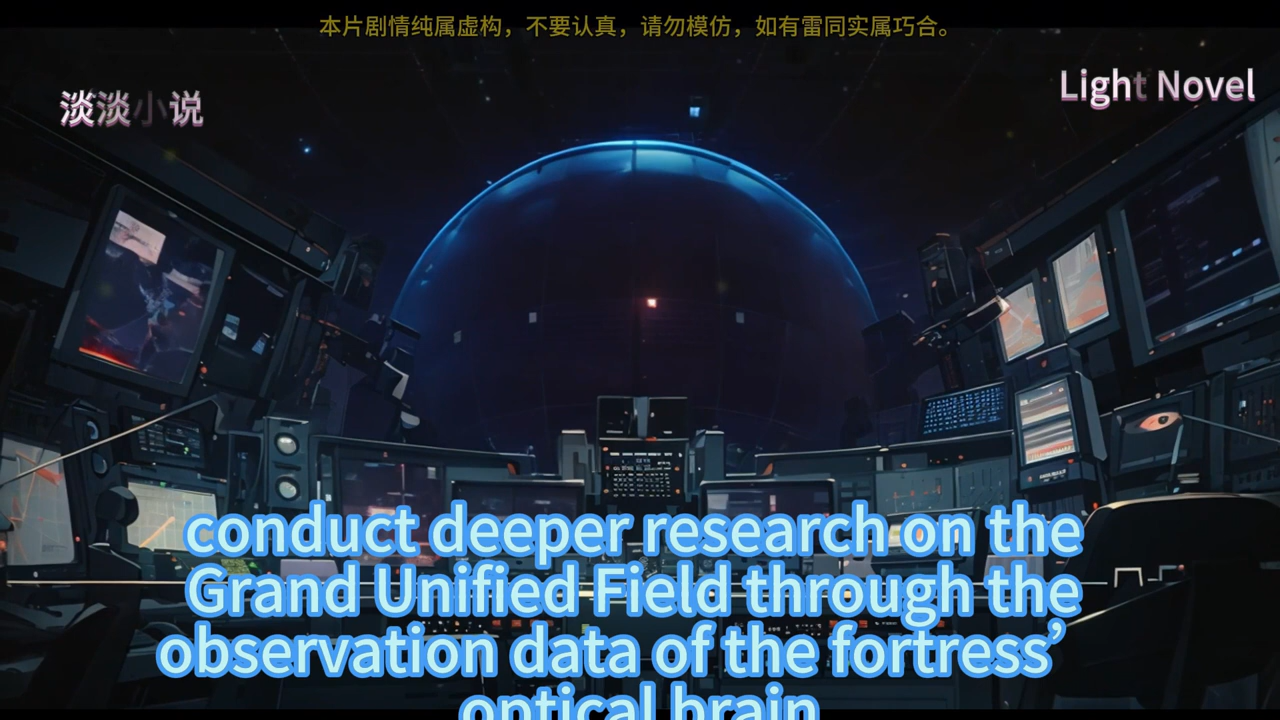 本片剧情纯属虚构，不要认真，请勿模仿，如有雷同实属巧合。
Light Novel
淡淡小说
conduct deeper research on the
Grand Unified Field through the
observation data of the fortress’
optical brain